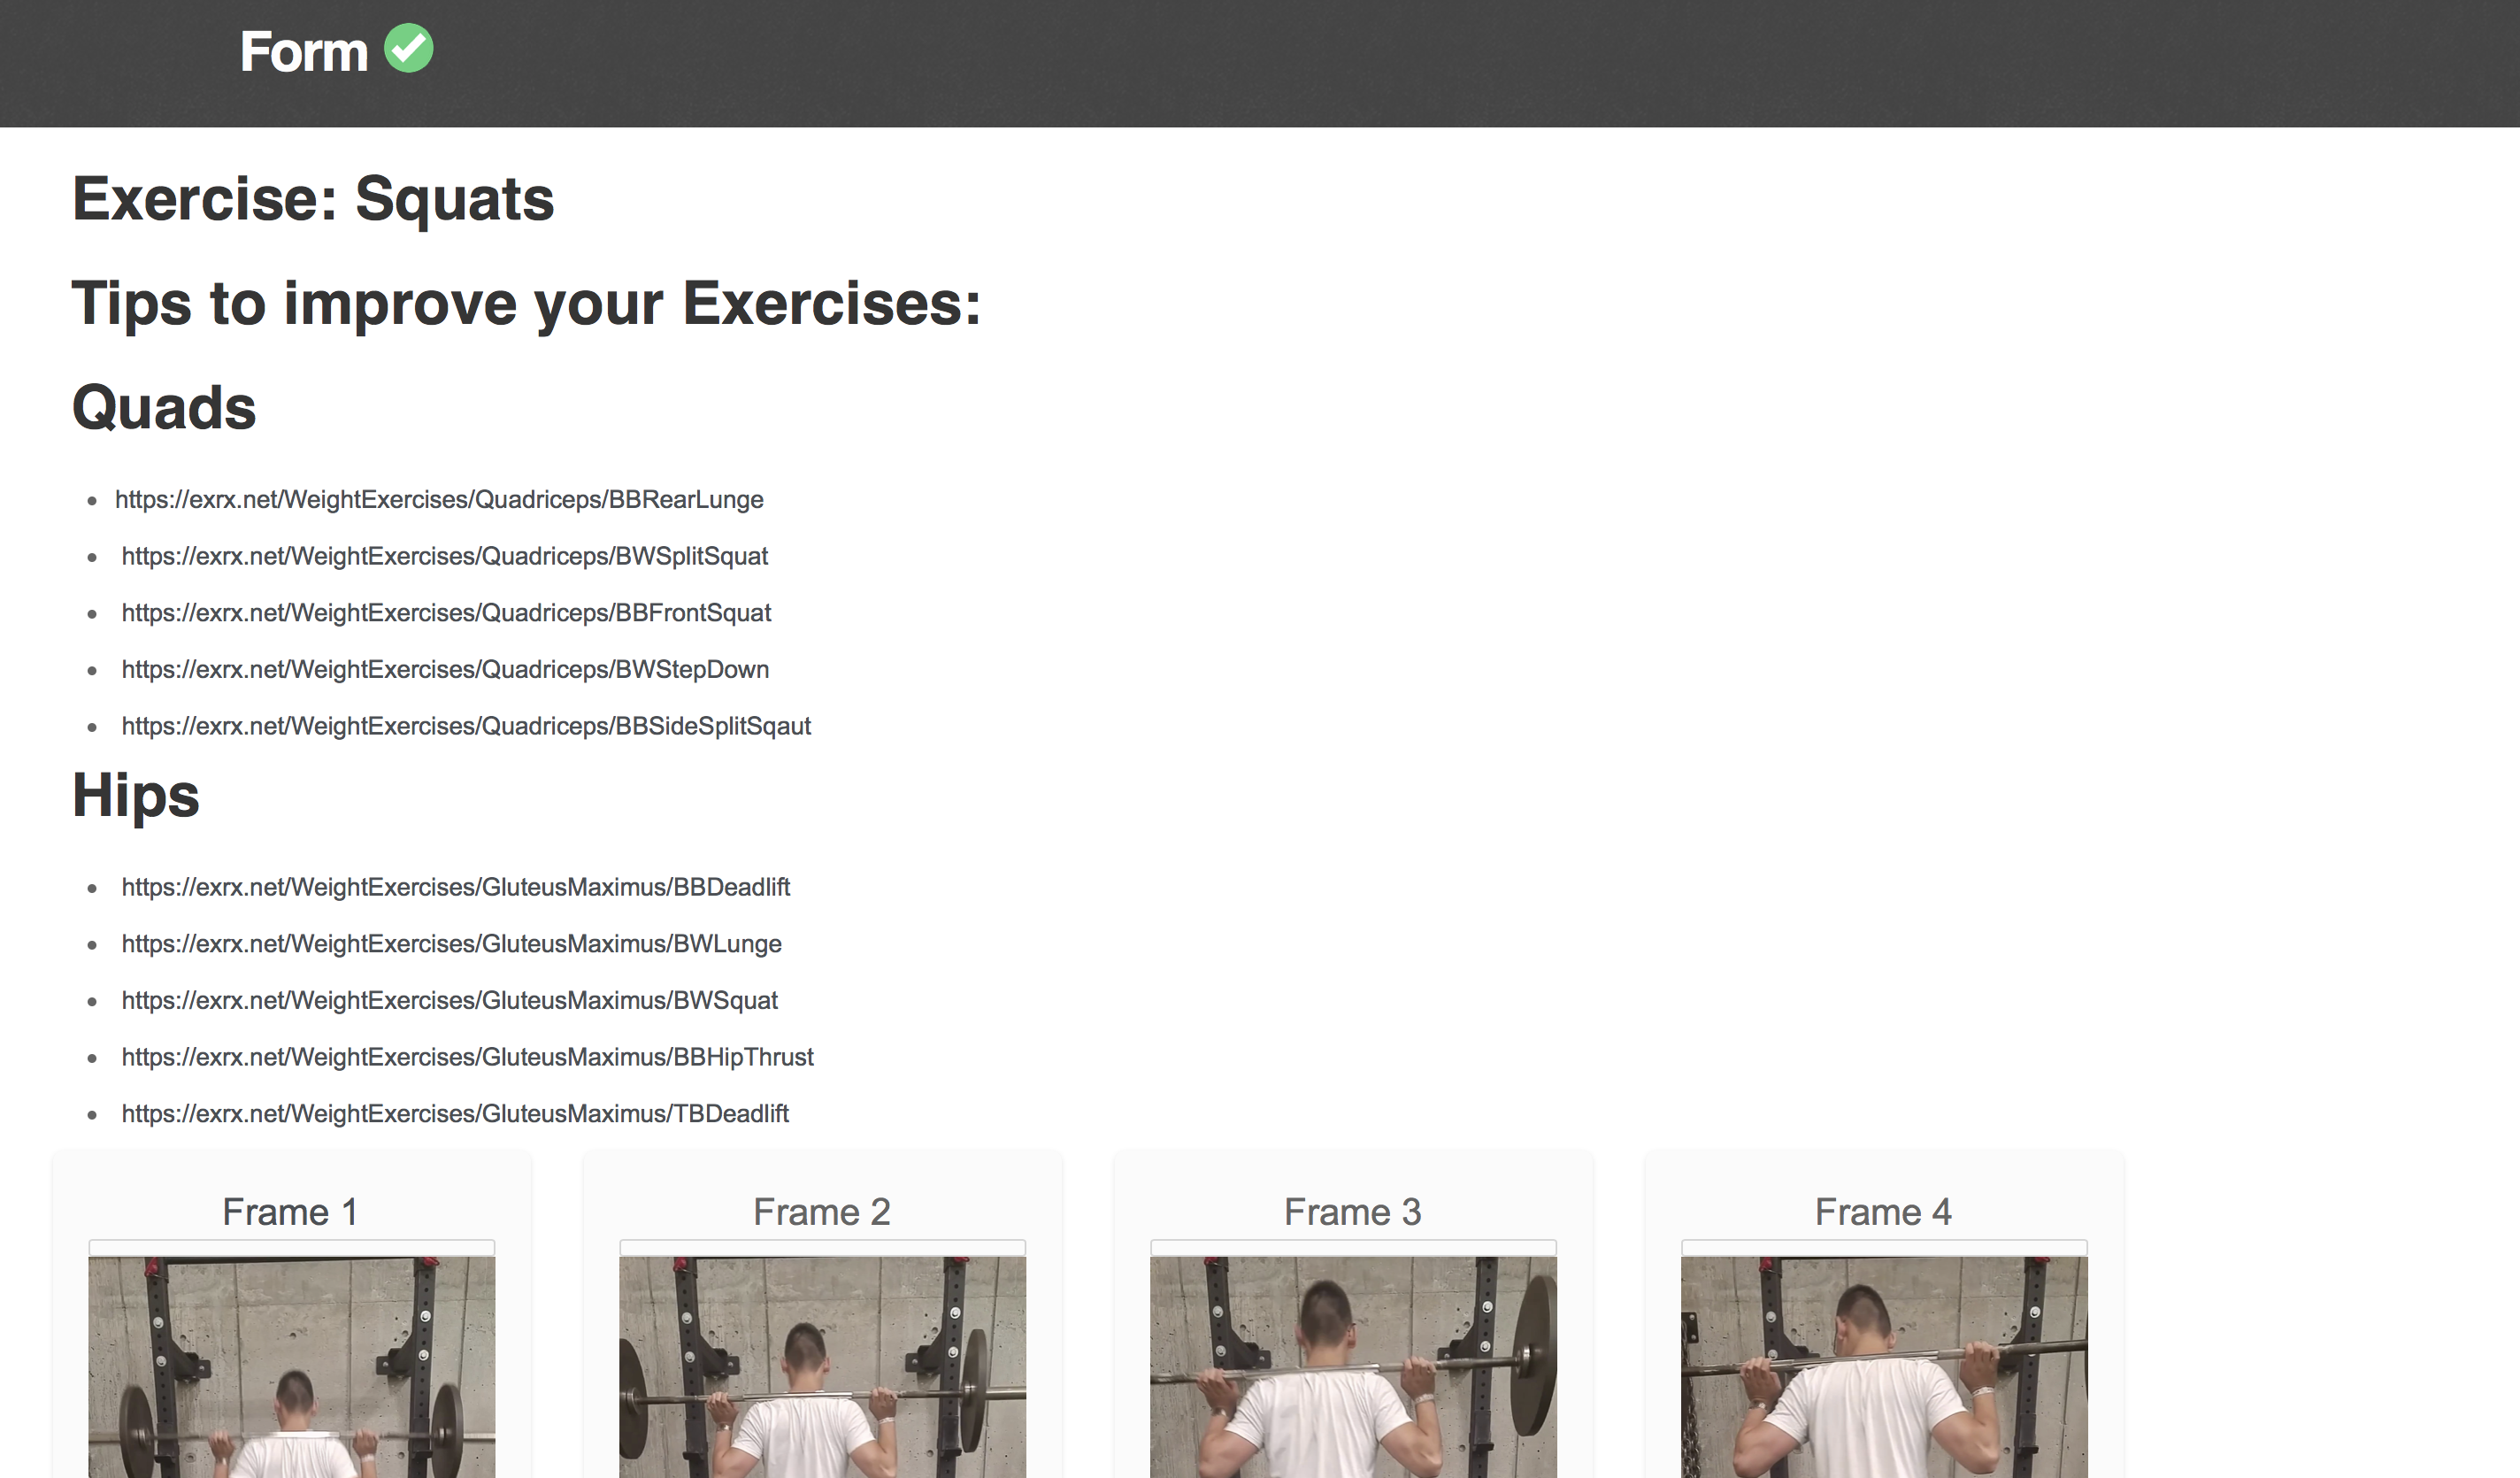 Form
Exercise: Squats
Tips to improve your Exercises:
Quads
https://exrx.net/WeightExercises/Quadriceps/BBRearLunge
https://exrx.net/WeightExercises/Quadriceps/BWSplitSquat
https://exrx.net/WeightExercises/Quadriceps/BBFrontSquat
https://exrx.net/WeightExercises/Quadriceps/BWStepDown
https://exrx.net/WeightExercises/Quadriceps/BBSideSplitSqaut
Hips
https://exrx.net/WeightExercises/GluteusMaximus/BBDeadlift
https://exrx.net/WeightExercises/GluteusMaximus/BWLunge
https://exrx.net/WeightExercises/GluteusMaximus/BWSquat
https://exrx.net/WeightExercises/GluteusMaximus/BBHipThrust
https://exrx.net/WeightExercises/GluteusMaximus/TBDeadlift
Frame 1
Frame 2
Frame 3
Frame 4